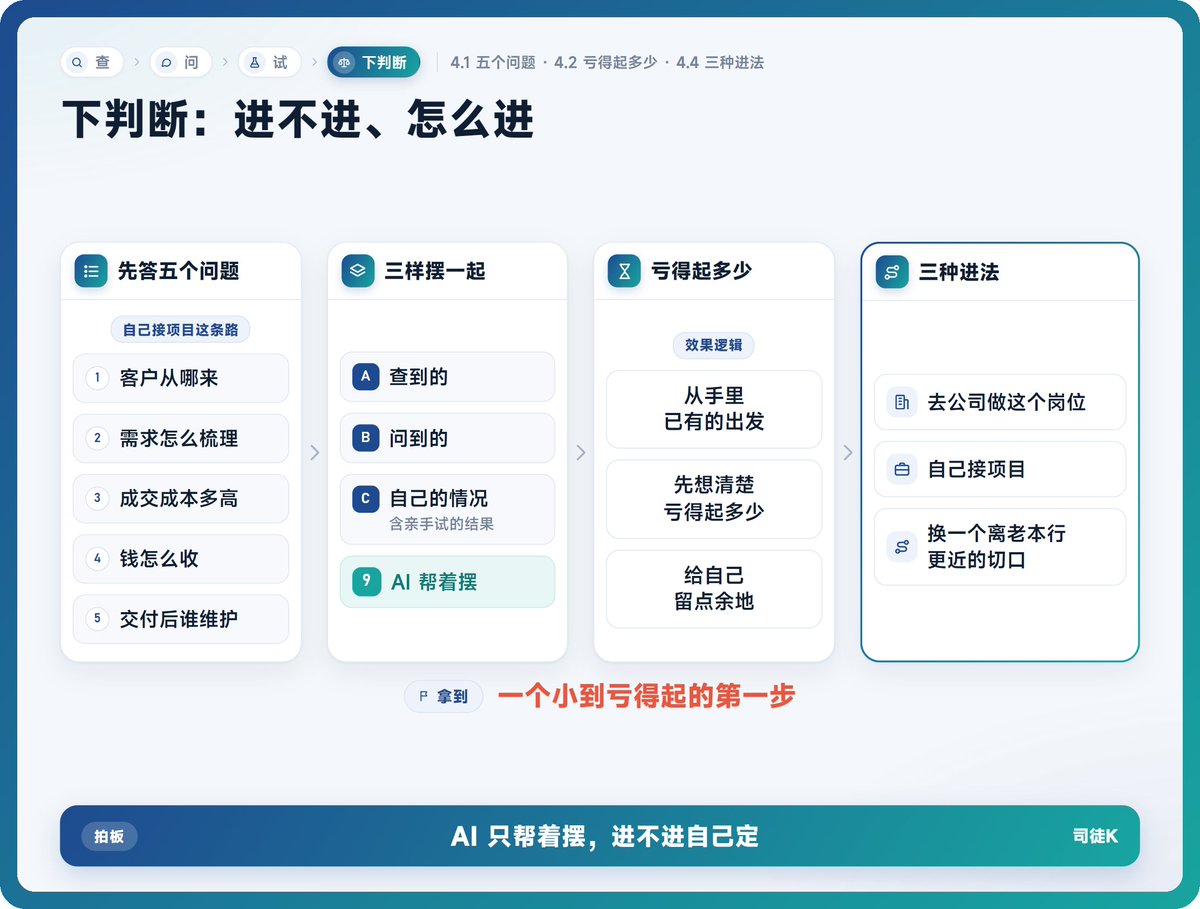 查
问
试
下判断
4.1 五个问题 · 4.2 亏得起多少 · 4.4 三种进法
下判断：进不进、怎么进
先答五个问题
自己接项目这条路
1 客户从哪来
2 需求怎么梳理
3 成交成本多高
4 钱怎么收
5 交付后谁维护
三样摆一起
A 查到的
B 问到的
C 自己的情况
含亲手试的结果
9 AI 帮着摆
亏得起多少
效果逻辑
从手里
已有的出发
先想清楚
亏得起多少
给自己
留点余地
三种进法
去公司做这个岗位
自己接项目
换一个离老本行
更近的切口
拿到 一个小到亏得起的第一步
拍板
AI 只帮着摆，进不进自己定
司徒K